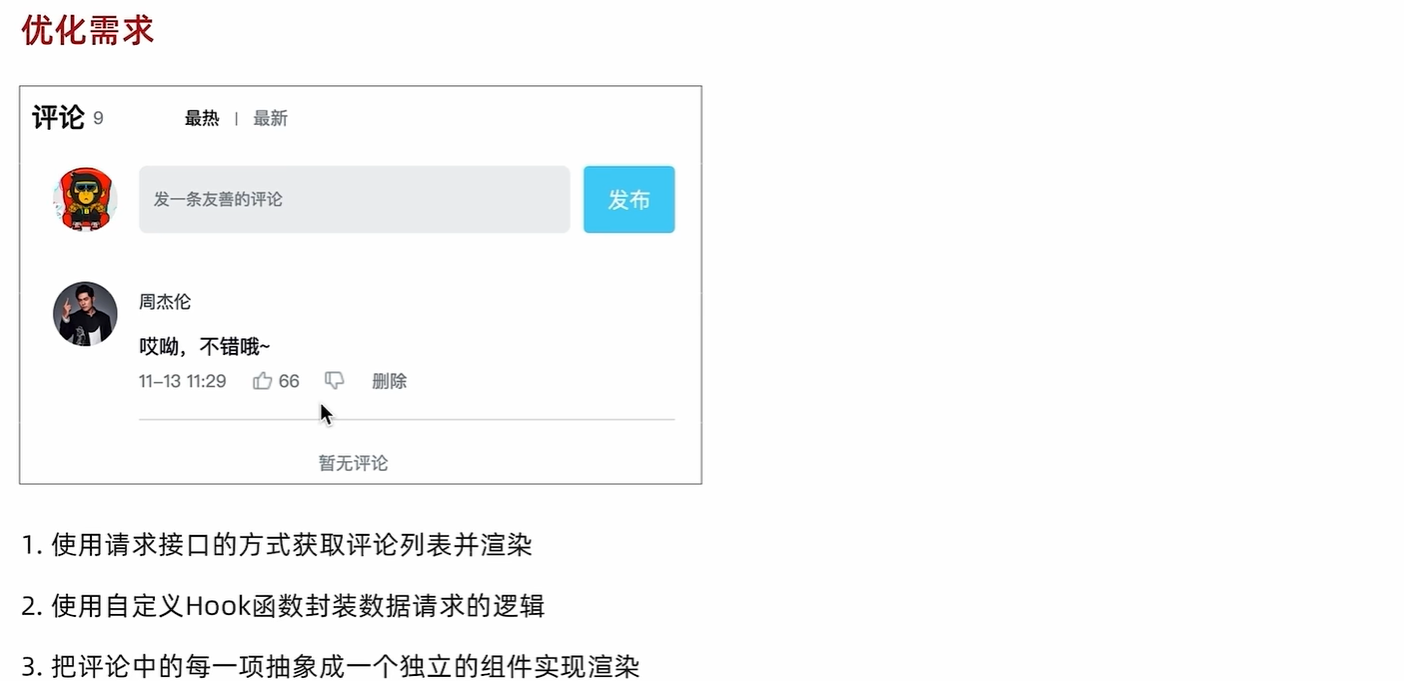 优化需求
评论 9 最热 | 最新
发一条友善的评论 发布
周杰伦
哎呦，不错哦~
11-13 11:29 66 删除
暂无评论
1. 使用请求接口的方式获取评论列表并渲染
2. 使用自定义Hook函数封装数据请求的逻辑
3. 把评论中的每一项抽象成一个独立的组件实现渲染